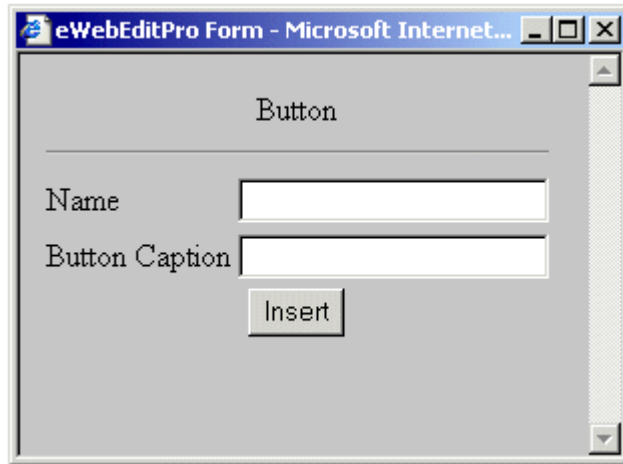 eWebEditPro Form - Microsoft Internet...
Button
Name
Button Caption
Insert